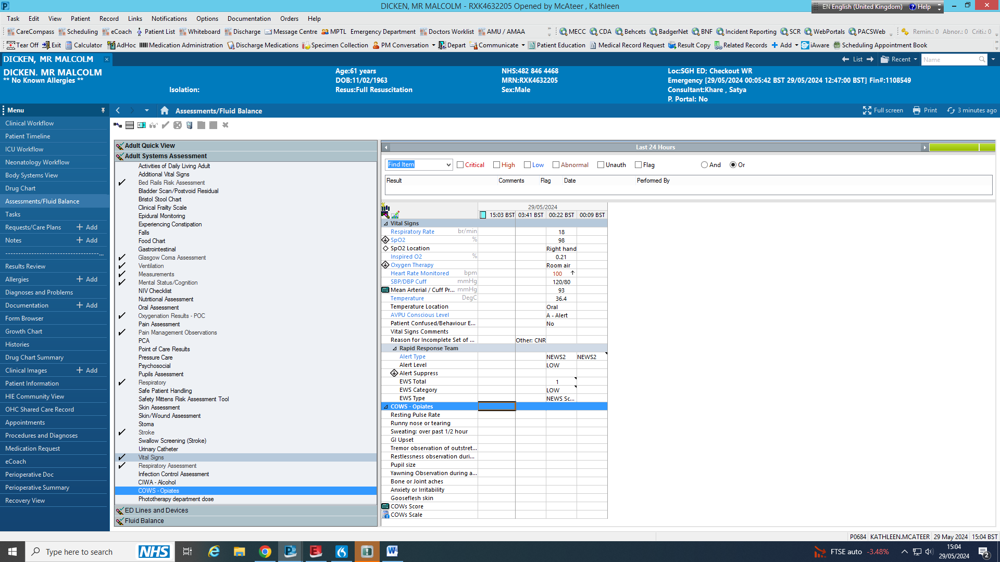 DICKEN, MR MALCOLM - RXK4632205 Opened by McAteer , Kathleen
EN English (United Kingdom) Help
Task Edit View Patient Record Links Notifications Options Documentation Orders Help
CareCompass Scheduling eCoach Patient List Whiteboard Discharge Message Centre MPTL Emergency Department Doctors Worklist AMU / AMAA MECC CDA Behcets BadgerNet BNF Incident Reporting SCR WebPortals PACSWeb Remin.: 0 Abnor.: 0 Criti.: 0
Tear Off Exit Calculator AdHoc Medication Administration Discharge Medications Specimen Collection PM Conversation Depart Communicate Patient Education Medical Record Request Result Copy Related Records Add iAware Scheduling Appointment Book
DICKEN, MR MALCOLM List Recent Name
DICKEN. MR MALCOLM Age:61 years NHS:482 846 4468 Loc:SGH ED; Checkout WR
** No Known Allergies ** DOB:11/02/1963 MRN:RXK4632205 Emergency [29/05/2024 00:05:42 BST 29/05/2024 12:47:00 BST] Fin#:1108549
Isolation: Resus:Full Resuscitation Sex:Male Consultant:Khare , Satya
P. Portal: No
Menu Assessments/Fluid Balance Full screen Print 3 minutes ago
Clinical Workflow
Patient Timeline
ICU Workflow
Neonatology Workflow
Body Systems View
Drug Chart
Assessments/Fluid Balance
Tasks
Requests/Care Plans Add
Notes Add
Results Review
Allergies Add
Diagnoses and Problems
Documentation Add
Form Browser
Growth Chart
Histories
Drug Chart Summary
Clinical Images Add
Patient Information
HIE Community View
OHC Shared Care Record
Appointments
Procedures and Diagnoses
Medication Request
eCoach
Perioperative Doc
Perioperative Summary
Recovery View
Adult Quick View
Adult Systems Assessment
Activities of Daily Living Adult
Additional Vital Signs
Bed Rails Risk Assessment
Bladder Scan/Postvoid Residual
Bristol Stool Chart
Clinical Frailty Scale
Epidural Monitoring
Experiencing Constipation
Falls
Food Chart
Gastrointestinal
Glasgow Coma Assessment
Ventilation
Measurements
Mental Status/Cognition
NIV Checklist
Nutritional Assessment
Oral Assessment
Oxygenation Results - POC
Pain Assessment
Pain Management Observations
PCA
Point of Care Results
Pressure Care
Psychosocial
Pupils Assessment
Respiratory
Safe Patient Handling
Safety Mittens Risk Assessment Tool
Skin Assessment
Skin/Wound Assessment
Stoma
Stroke
Swallow Screening (Stroke)
Urinary Catheter
Vital Signs
Respiratory Assessment
Infection Control Assessment
CIWA - Alcohol
COWS - Opiates
Phototherapy department dose
ED Lines and Devices
Fluid Balance
Last 24 Hours
Find Item Critical High Low Abnormal Unauth Flag And Or
Result Comments Flag Date Performed By
29/05/2024
15:03 BST 03:41 BST 00:22 BST 00:09 BST
Vital Signs
Respiratory Rate br/min 18
SpO2 % 98
SpO2 Location Right hand
Inspired O2 % 0.21
Oxygen Therapy Room air
Heart Rate Monitored bpm 100 ↑
SBP/DBP Cuff mmHg 120/80
Mean Arterial / Cuff Pr... mmHg 93
Temperature DegC 36.4
Temperature Location Oral
AVPU Conscious Level A - Alert
Patient Confused/Behaviour E... No
Vital Signs Comments
Reason for Incomplete Set of ... Other: CNR
Rapid Response Team
Alert Type NEWS2 NEWS2
Alert Level LOW
Alert Suppress
EWS Total 1
EWS Category LOW
EWS Type NEWS Sc...
COWS - Opiates
Resting Pulse Rate
Runny nose or tearing
Sweating: over past 1/2 hour
GI Upset
Tremor observation of outstret...
Restlessness observation duri...
Pupil size
Yawning Observation during a...
Bone or Joint aches
Anxiety or Irritability
Gooseflesh skin
COWs Score
COWs Scale
P0684 KATHLEEN.MCATEER 29 May 2024 15:04 BST
Type here to search NHS FTSE auto -3.48% 15:04
29/05/2024 2